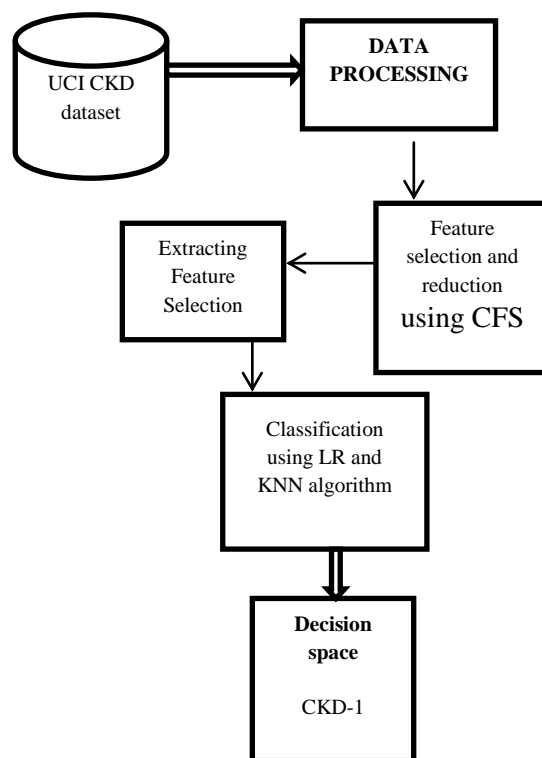 UCI CKD
dataset
DATA
PROCESSING
Feature
selection and
reduction
using CFS
Extracting
Feature
Selection
Classification
using LR and
KNN algorithm
Decision
space
CKD-1